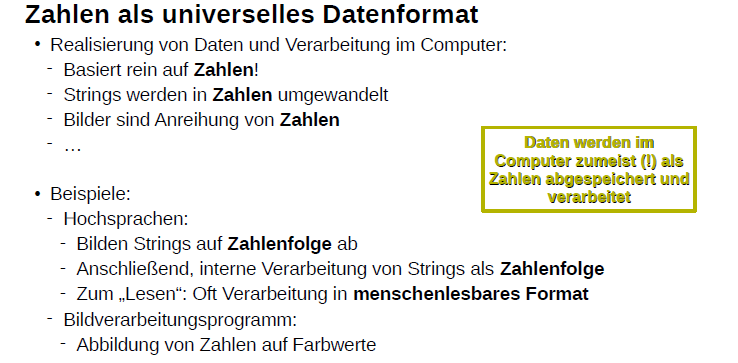 Zahlen als universelles Datenformat
• Realisierung von Daten und Verarbeitung im Computer:
- Basiert rein auf Zahlen!
- Strings werden in Zahlen umgewandelt
- Bilder sind Anreihung von Zahlen
- …
Daten werden im
Computer zumeist (!) als
Zahlen abgespeichert und
verarbeitet
• Beispiele:
- Hochsprachen:
- Bilden Strings auf Zahlenfolge ab
- Anschließend, interne Verarbeitung von Strings als Zahlenfolge
- Zum „Lesen“: Oft Verarbeitung in menschenlesbares Format
- Bildverarbeitungsprogramm:
- Abbildung von Zahlen auf Farbwerte